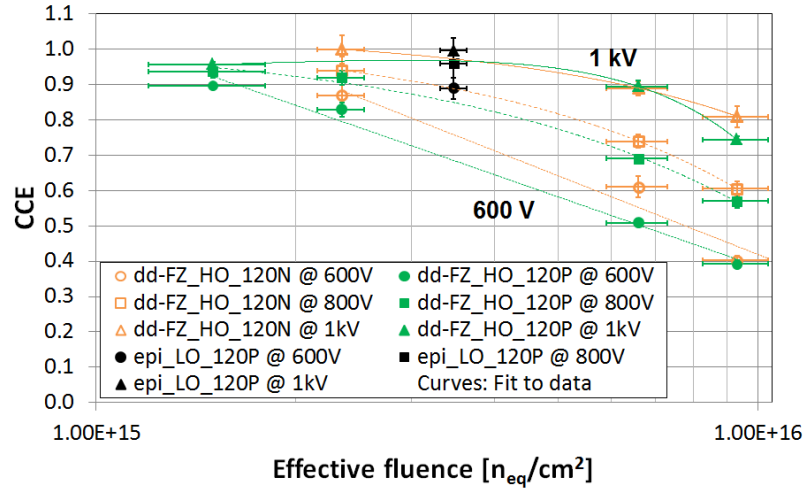 1.1
1.0
0.9
0.8
0.7
0.6
0.5
0.4
0.3
0.2
0.1
0.0
CCE
1 kV
600 V
dd-FZ_HO_120N @ 600V
dd-FZ_HO_120P @ 600V
dd-FZ_HO_120N @ 800V
dd-FZ_HO_120P @ 800V
dd-FZ_HO_120N @ 1kV
dd-FZ_HO_120P @ 1kV
epi_LO_120P @ 600V
epi_LO_120P @ 800V
epi_LO_120P @ 1kV
Curves: Fit to data
1.00E+15
1.00E+16
Effective fluence [n_eq/cm²]